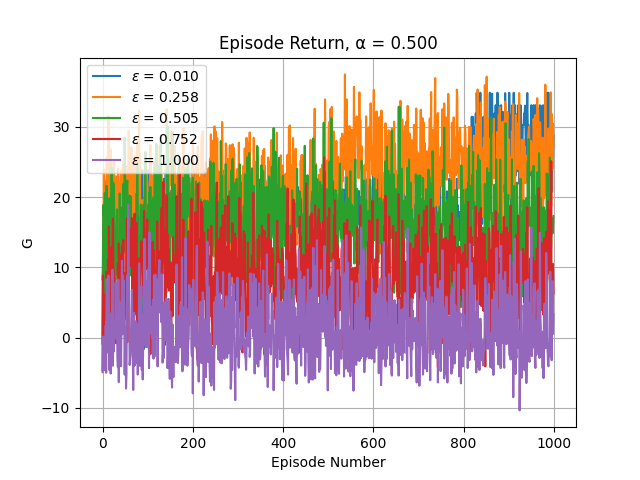 Episode Return, α = 0.500
ε = 0.010
ε = 0.258
ε = 0.505
ε = 0.752
ε = 1.000
G
30
20
10
0
−10
0 200 400 600 800 1000
Episode Number